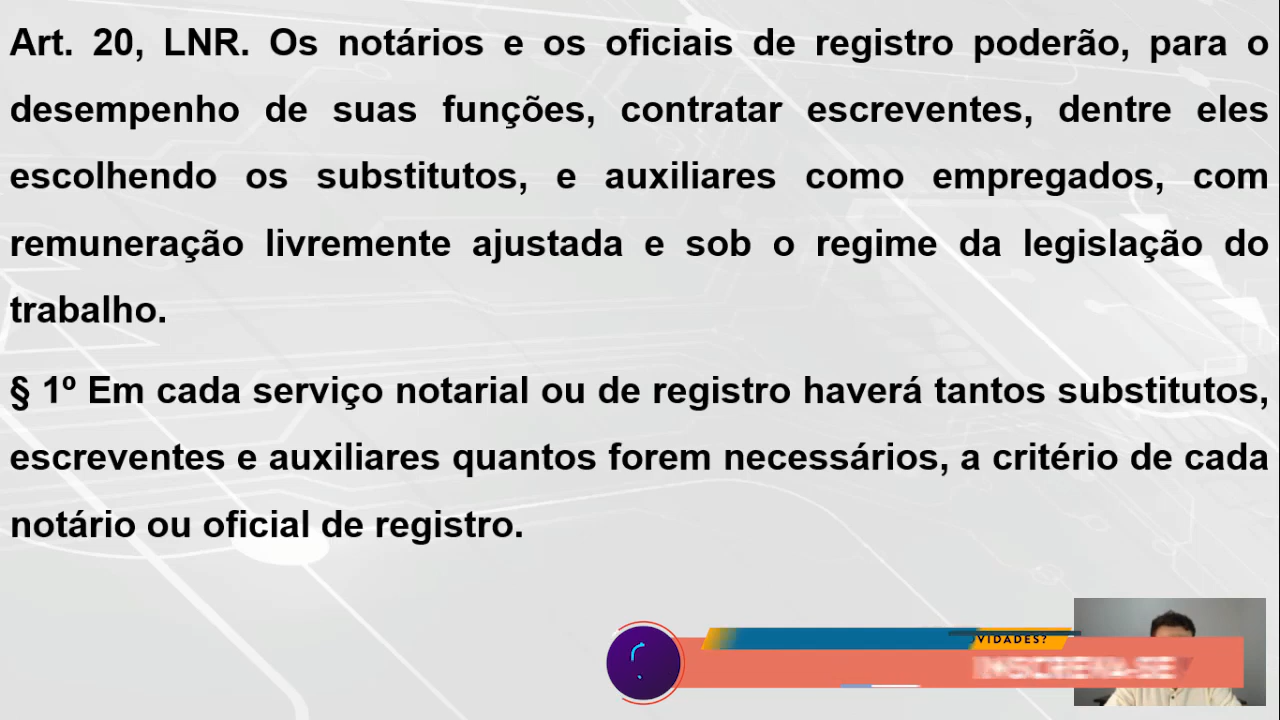 Art. 20, LNR. Os notários e os oficiais de registro poderão, para o
desempenho de suas funções, contratar escreventes, dentre eles
escolhendo os substitutos, e auxiliares como empregados, com
remuneração livremente ajustada e sob o regime da legislação do
trabalho.
§ 1º Em cada serviço notarial ou de registro haverá tantos substitutos,
escreventes e auxiliares quantos forem necessários, a critério de cada
notário ou oficial de registro.
VIDADES?
INSCREVA-SE